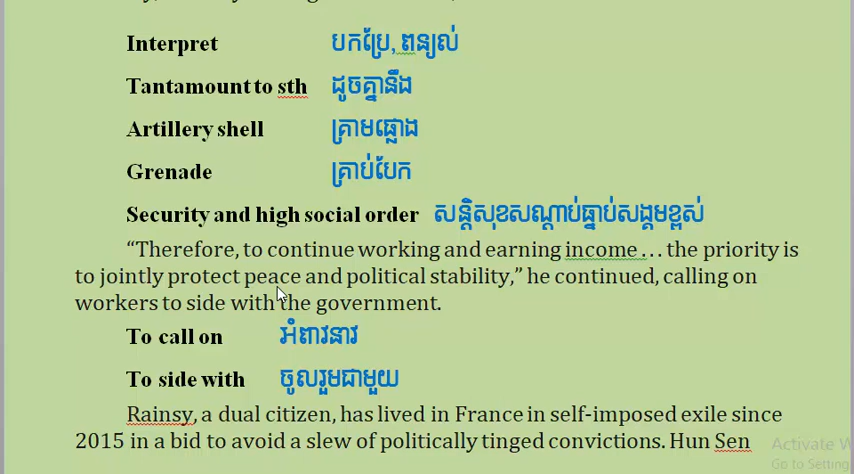 Interpret បកប្រែ, ពន្យល់
Tantamount to sth ដូចគ្នានឹង
Artillery shell គ្រាមផ្លោង
Grenade គ្រាប់បែក
Security and high social order សន្តិសុខសណ្តាប់ធ្នាប់សង្គមខ្ពស់
“Therefore, to continue working and earning income … the priority is
to jointly protect peace and political stability,” he continued, calling on
workers to side with the government.
To call on អំពាវនាវ
To side with ចូលរួមជាមួយ
Rainsy, a dual citizen, has lived in France in self-imposed exile since
2015 in a bid to avoid a slew of politically tinged convictions. Hun Sen
Activate W
Go to Setting